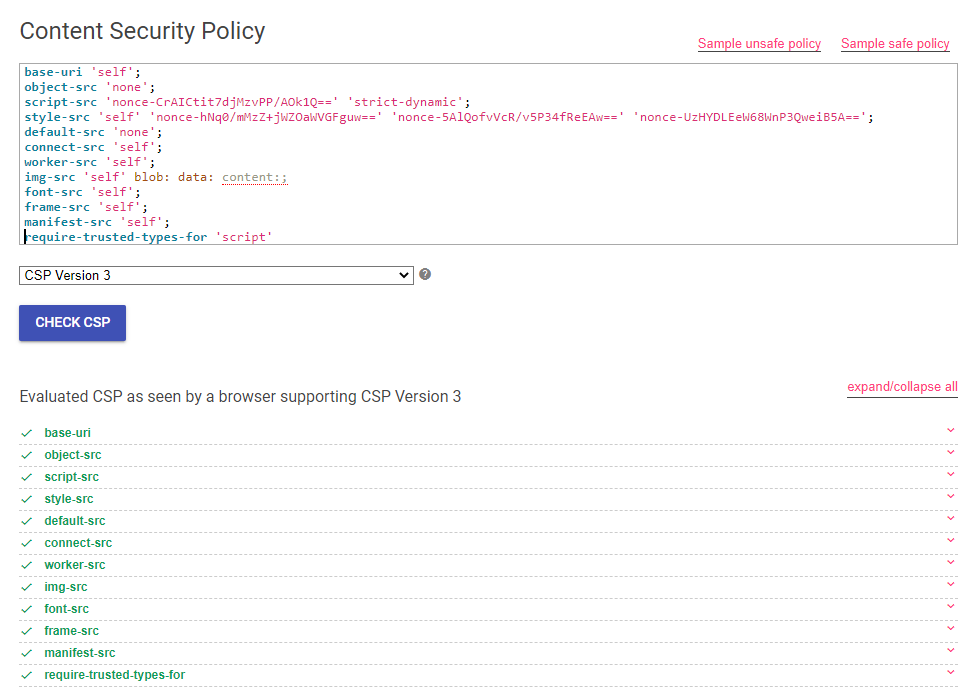 Content Security Policy
Sample unsafe policy Sample safe policy
base-uri 'self';
object-src 'none';
script-src 'nonce-CrAICtit7djMzvPP/AOk1Q==' 'strict-dynamic';
style-src 'self' 'nonce-hNq0/mMzZ+jWZOaWVGFguw==' 'nonce-5AlQofvVcR/v5P34fReEAw==' 'nonce-UzHYDLEeW68WnP3QweiB5A==';
default-src 'none';
connect-src 'self';
worker-src 'self';
img-src 'self' blob: data: content:;
font-src 'self';
frame-src 'self';
manifest-src 'self';
require-trusted-types-for 'script'
CSP Version 3 ?
CHECK CSP
expand/collapse all
Evaluated CSP as seen by a browser supporting CSP Version 3
base-uri
object-src
script-src
style-src
default-src
connect-src
worker-src
img-src
font-src
frame-src
manifest-src
require-trusted-types-for